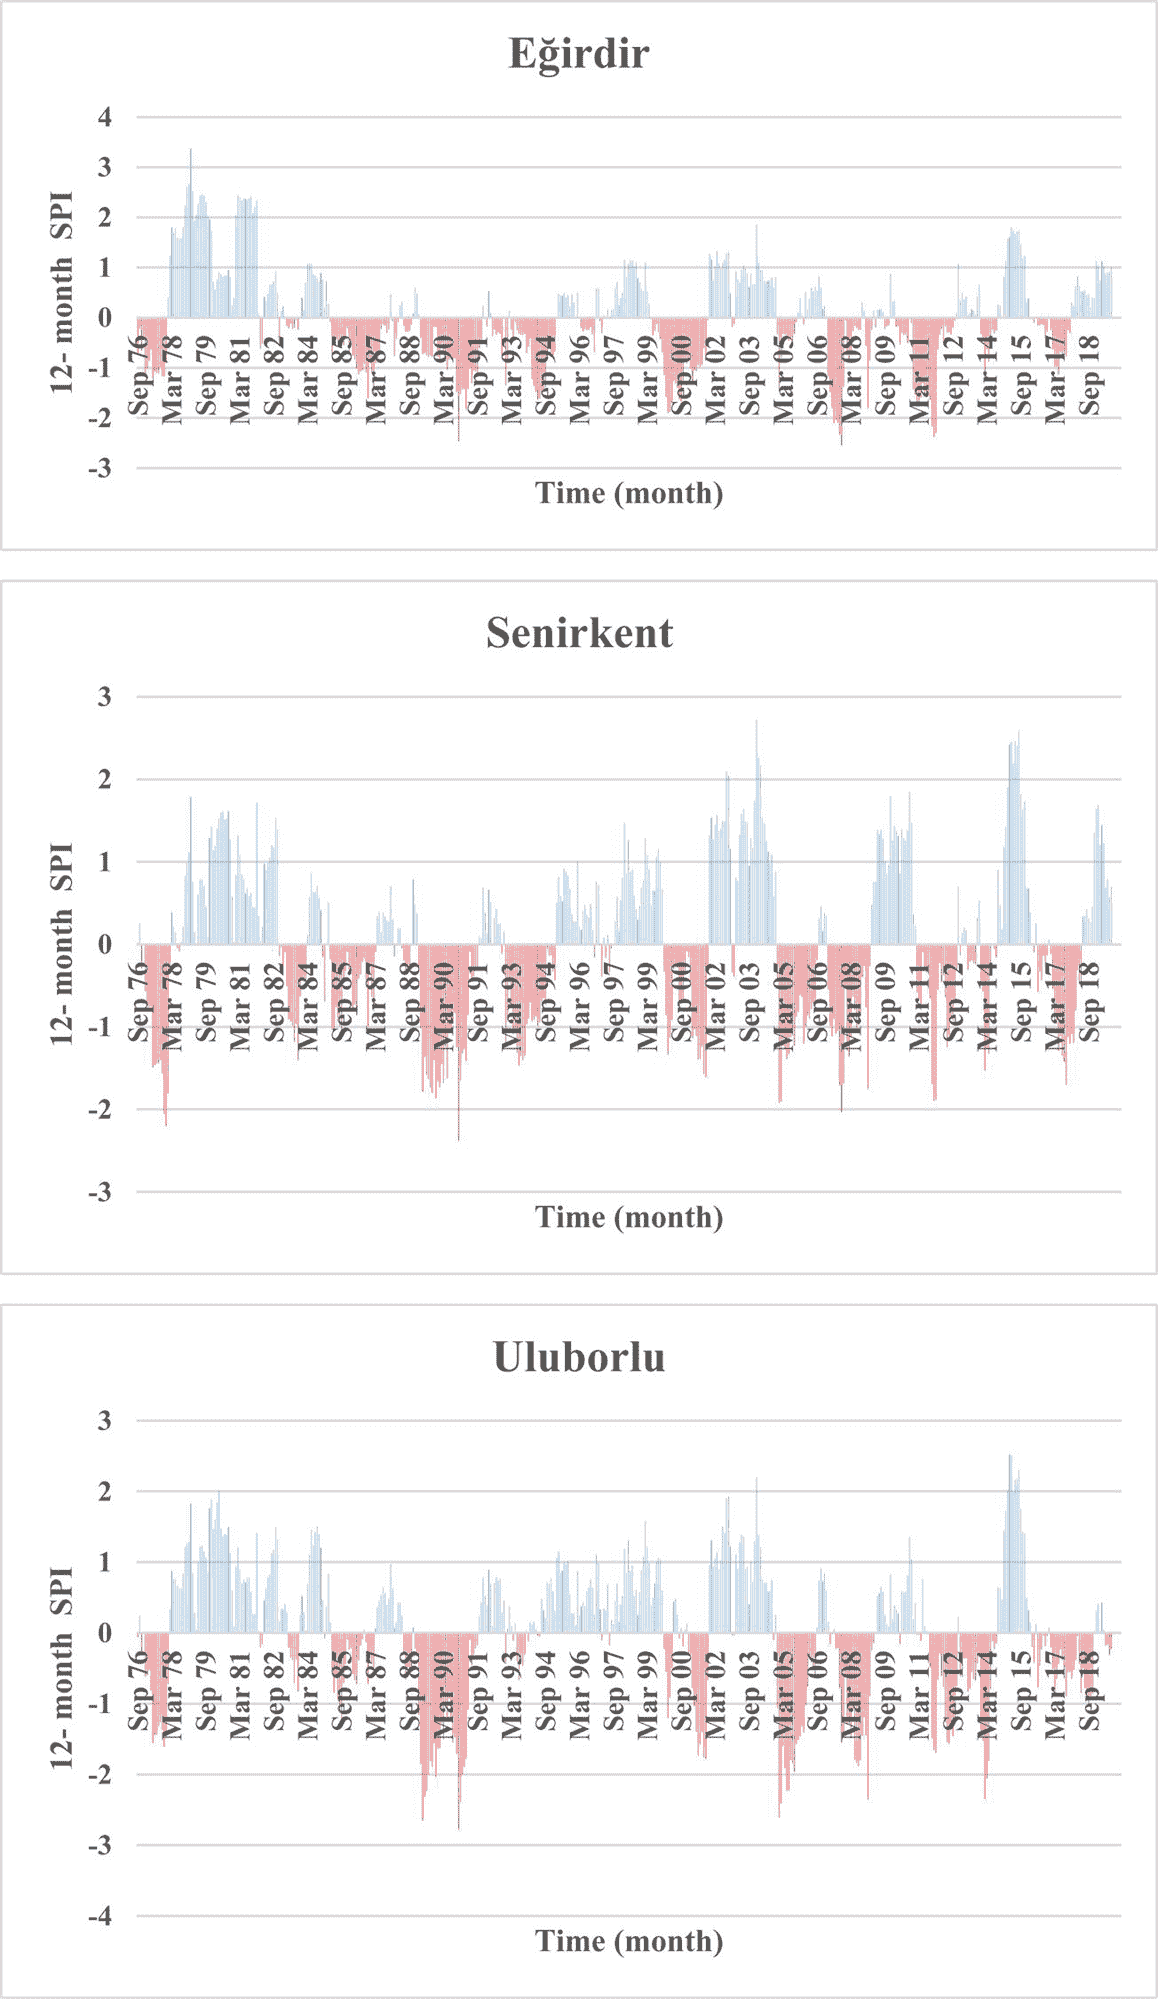 Eğirdir
4
3
2
1
0
-1
-2
-3
12- month SPI
Sep 76
Mar 78
Sep 79
Mar 81
Sep 82
Mar 84
Sep 85
Mar 87
Sep 88
Mar 90
Sep 91
Mar 93
Sep 94
Mar 96
Sep 97
Mar 99
Sep 00
Mar 02
Sep 03
Mar 05
Sep 06
Mar 08
Sep 09
Mar 11
Sep 12
Mar 14
Sep 15
Mar 17
Sep 18
Time (month)
Senirkent
3
2
1
0
-1
-2
-3
12- month SPI
Sep 76
Mar 78
Sep 79
Mar 81
Sep 82
Mar 84
Sep 85
Mar 87
Sep 88
Mar 90
Sep 91
Mar 93
Sep 94
Mar 96
Sep 97
Mar 99
Sep 00
Mar 02
Sep 03
Mar 05
Sep 06
Mar 08
Sep 09
Mar 11
Sep 12
Mar 14
Sep 15
Mar 17
Sep 18
Time (month)
Uluborlu
3
2
1
0
-1
-2
-3
-4
12- month SPI
Sep 76
Mar 78
Sep 79
Mar 81
Sep 82
Mar 84
Sep 85
Mar 87
Sep 88
Mar 90
Sep 91
Mar 93
Sep 94
Mar 96
Sep 97
Mar 99
Sep 00
Mar 02
Sep 03
Mar 05
Sep 06
Mar 08
Sep 09
Mar 11
Sep 12
Mar 14
Sep 15
Mar 17
Sep 18
Time (month)